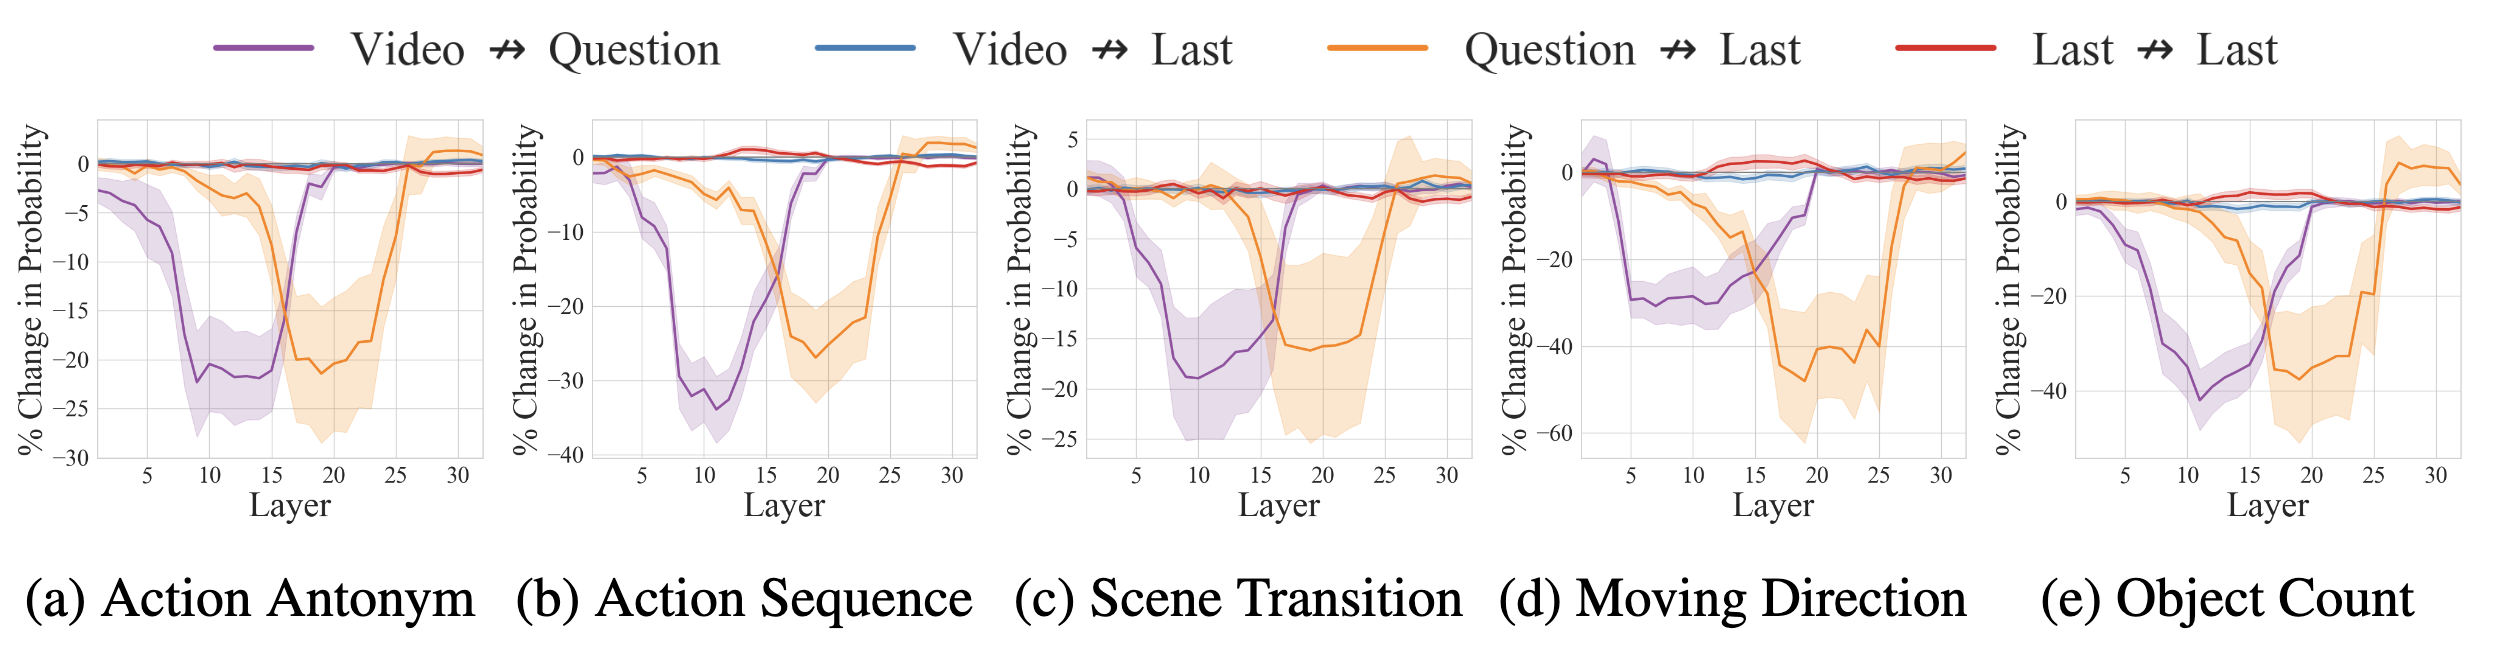 Video ↛ Question Video ↛ Last Question ↛ Last Last ↛ Last
% Change in Probability
0
−5
−10
−15
−20
−25
−30
5 10 15 20 25 30
Layer
(a) Action Antonym
% Change in Probability
0
−10
−20
−30
−40
5 10 15 20 25 30
Layer
(b) Action Sequence
% Change in Probability
5
0
−5
−10
−15
−20
−25
5 10 15 20 25 30
Layer
(c) Scene Transition
% Change in Probability
0
−20
−40
−60
5 10 15 20 25 30
Layer
(d) Moving Direction
% Change in Probability
0
−20
−40
5 10 15 20 25 30
Layer
(e) Object Count